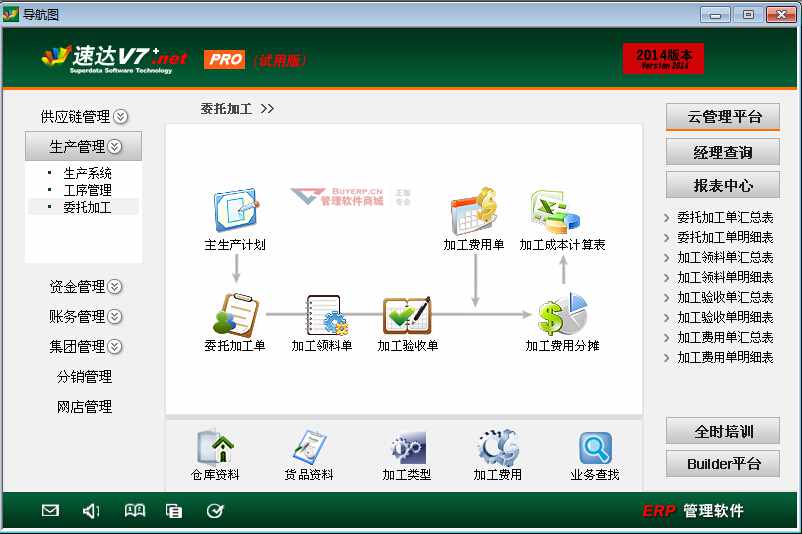 导航图
速达V7+.net
Superdata Software Technology
PRO
(试用版)
2014版本
Version 2014
供应链管理
生产管理
生产系统
工序管理
委托加工
资金管理
账务管理
集团管理
分销管理
网店管理
委托加工 >>
BUYERP.CN
管理软件商城
正版
专业
主生产计划
加工费用单
加工成本计算表
委托加工单
加工领料单
加工验收单
加工费用分摊
仓库资料
货品资料
加工类型
加工费用
业务查找
云管理平台
经理查询
报表中心
委托加工单汇总表
委托加工单明细表
加工领料单汇总表
加工领料单明细表
加工验收单汇总表
加工验收单明细表
加工费用单汇总表
加工费用单明细表
全时培训
Builder平台
ERP 管理软件